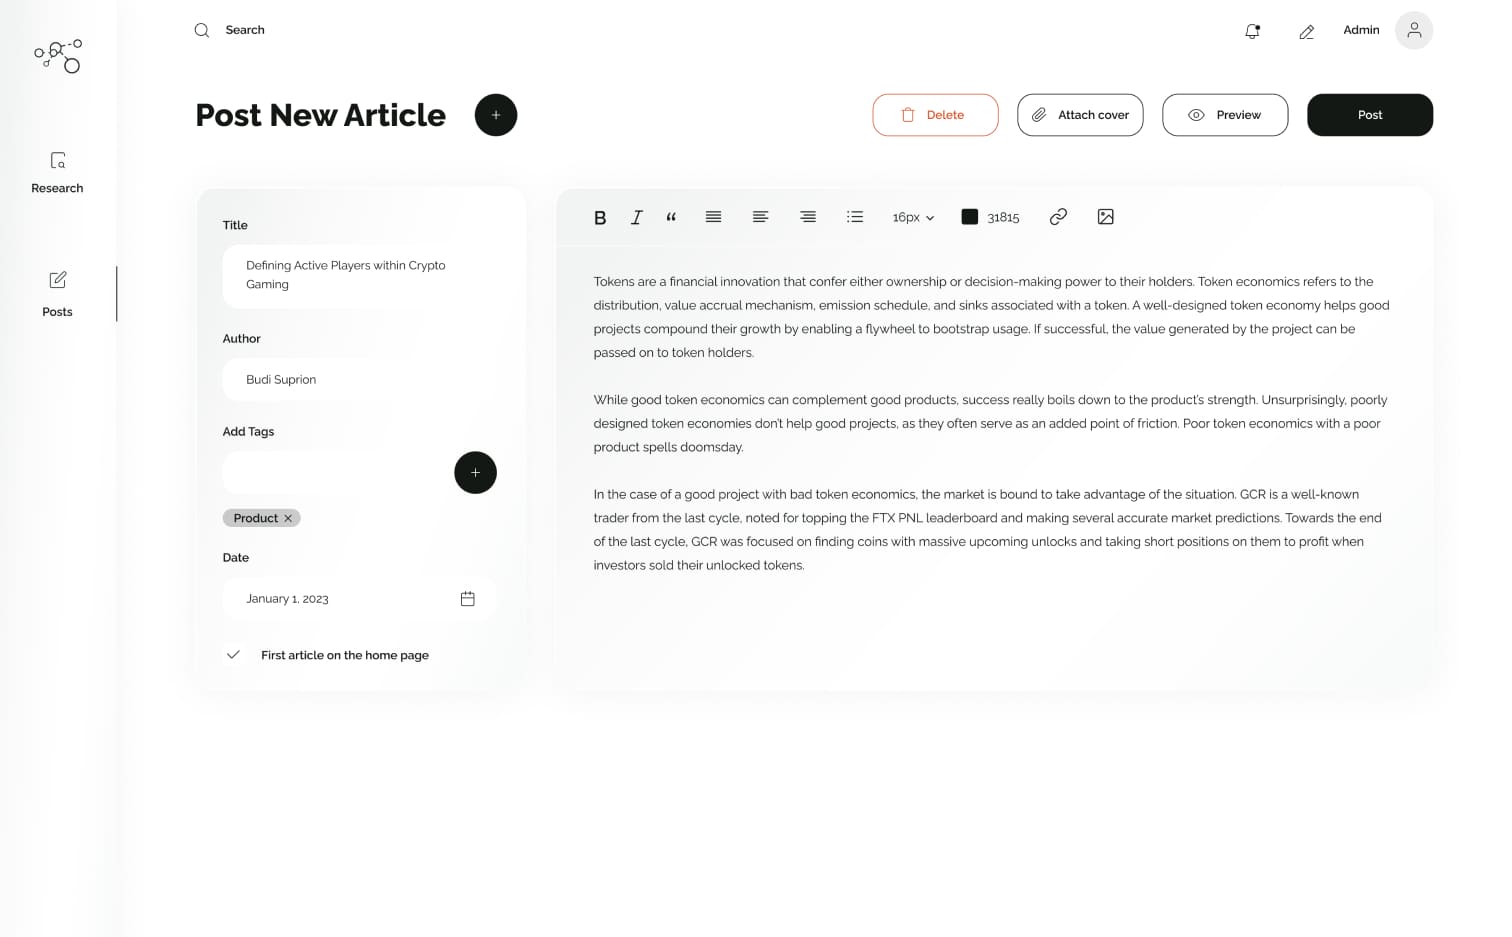 Search
Admin
Post New Article
+
Delete
Attach cover
Preview
Post
Research
Posts
Title
Defining Active Players within Crypto
Gaming
Author
Budi Suprion
Add Tags
+
Product ×
Date
January 1, 2023
First article on the home page
B I “ 16px 31815
Tokens are a financial innovation that confer either ownership or decision-making power to their holders. Token economics refers to the
distribution, value accrual mechanism, emission schedule, and sinks associated with a token. A well-designed token economy helps good
projects compound their growth by enabling a flywheel to bootstrap usage. If successful, the value generated by the project can be
passed on to token holders.
While good token economics can complement good products, success really boils down to the product's strength. Unsurprisingly, poorly
designed token economies don't help good projects, as they often serve as an added point of friction. Poor token economics with a poor
product spells doomsday.
In the case of a good project with bad token economics, the market is bound to take advantage of the situation. GCR is a well-known
trader from the last cycle, noted for topping the FTX PNL leaderboard and making several accurate market predictions. Towards the end
of the last cycle, GCR was focused on finding coins with massive upcoming unlocks and taking short positions on them to profit when
investors sold their unlocked tokens.